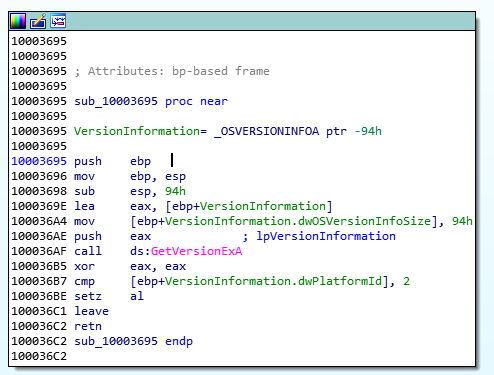 10003695
10003695
10003695 ; Attributes: bp-based frame
10003695
10003695 sub_10003695 proc near
10003695
10003695 VersionInformation= _OSVERSIONINFOA ptr -94h
10003695
10003695 push    ebp
10003696 mov     ebp, esp
10003698 sub     esp, 94h
1000369E lea     eax, [ebp+VersionInformation]
100036A4 mov     [ebp+VersionInformation.dwOSVersionInfoSize], 94h
100036AE push    eax             ; lpVersionInformation
100036AF call    ds:GetVersionExA
100036B5 xor     eax, eax
100036B7 cmp     [ebp+VersionInformation.dwPlatformId], 2
100036BE setz    al
100036C1 leave
100036C2 retn
100036C2 sub_10003695 endp
100036C2